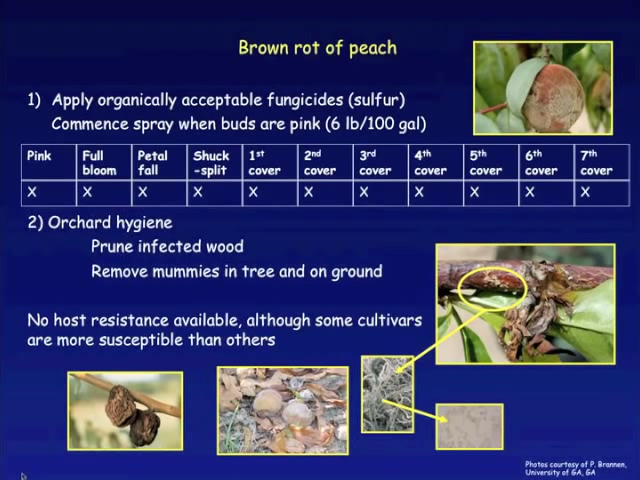 Brown rot of peach
1) Apply organically acceptable fungicides (sulfur)
Commence spray when buds are pink (6 lb/100 gal)
Pink Full bloom Petal fall Shuck -split 1st cover 2nd cover 3rd cover 4th cover 5th cover 6th cover 7th cover
X X X X X X X X X X X
2) Orchard hygiene
Prune infected wood
Remove mummies in tree and on ground
No host resistance available, although some cultivars
are more susceptible than others
Photos courtesy of P. Brannen,
University of GA, GA